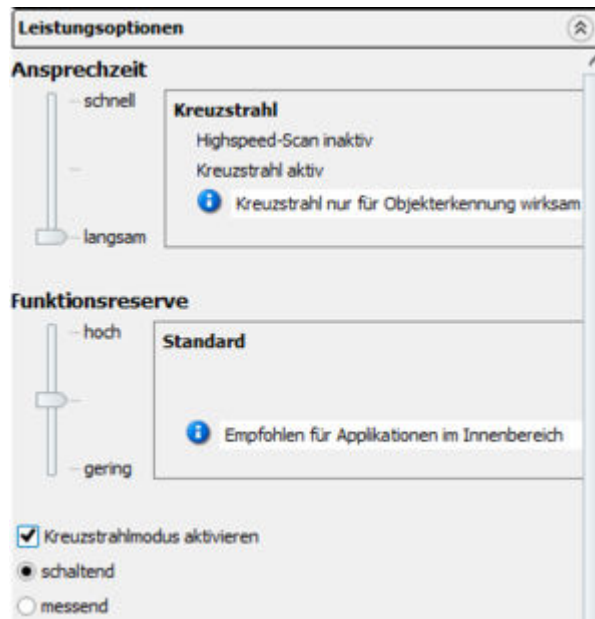 Leistungsoptionen
Ansprechzeit
schnell
Kreuzstrahl
Highspeed-Scan inaktiv
Kreuzstrahl aktiv
Kreuzstrahl nur für Objekterkennung wirksam
langsam
Funktionsreserve
hoch
Standard
Empfohlen für Applikationen im Innenbereich
gering
Kreuzstrahlmodus aktivieren
schaltend
messend